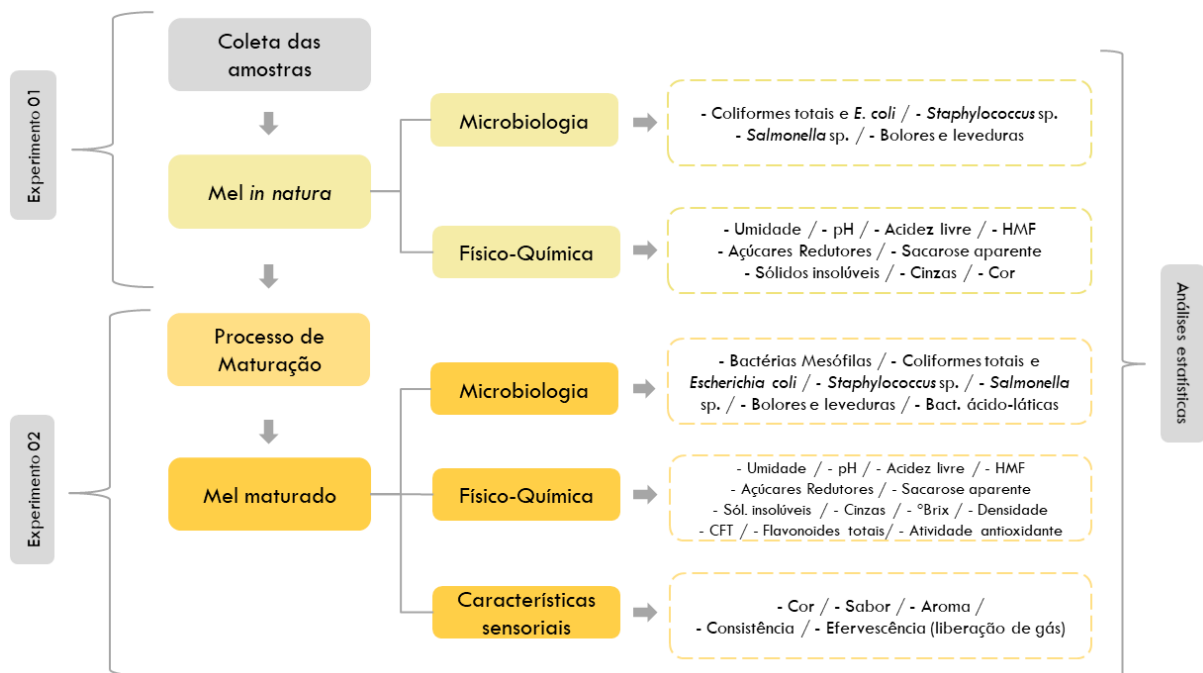 Experimento 01
Coleta das
amostras
Mel in natura
Microbiologia
- Coliformes totais e E. coli / - Staphylococcus sp.
- Salmonella sp. / - Bolores e leveduras
Físico-Química
- Umidade / - pH / - Acidez livre / - HMF
- Açúcares Redutores / - Sacarose aparente
- Sólidos insolúveis / - Cinzas / - Cor
Experimento 02
Processo de
Maturação
Mel maturado
Microbiologia
- Bactérias Mesófilas / - Coliformes totais e
Escherichia coli / - Staphylococcus sp. / - Salmonella
sp. / - Bolores e leveduras / - Bact. ácido-láticas
Físico-Química
- Umidade / - pH / - Acidez livre / - HMF
- Açúcares Redutores / - Sacarose aparente
- Sól. insolúveis / - Cinzas / - °Brix / - Densidade
- CFT / - Flavonoides totais/ - Atividade antioxidante
Características
sensoriais
- Cor / - Sabor / - Aroma /
- Consistência / - Efervescência (liberação de gás)
Análises estatísticas